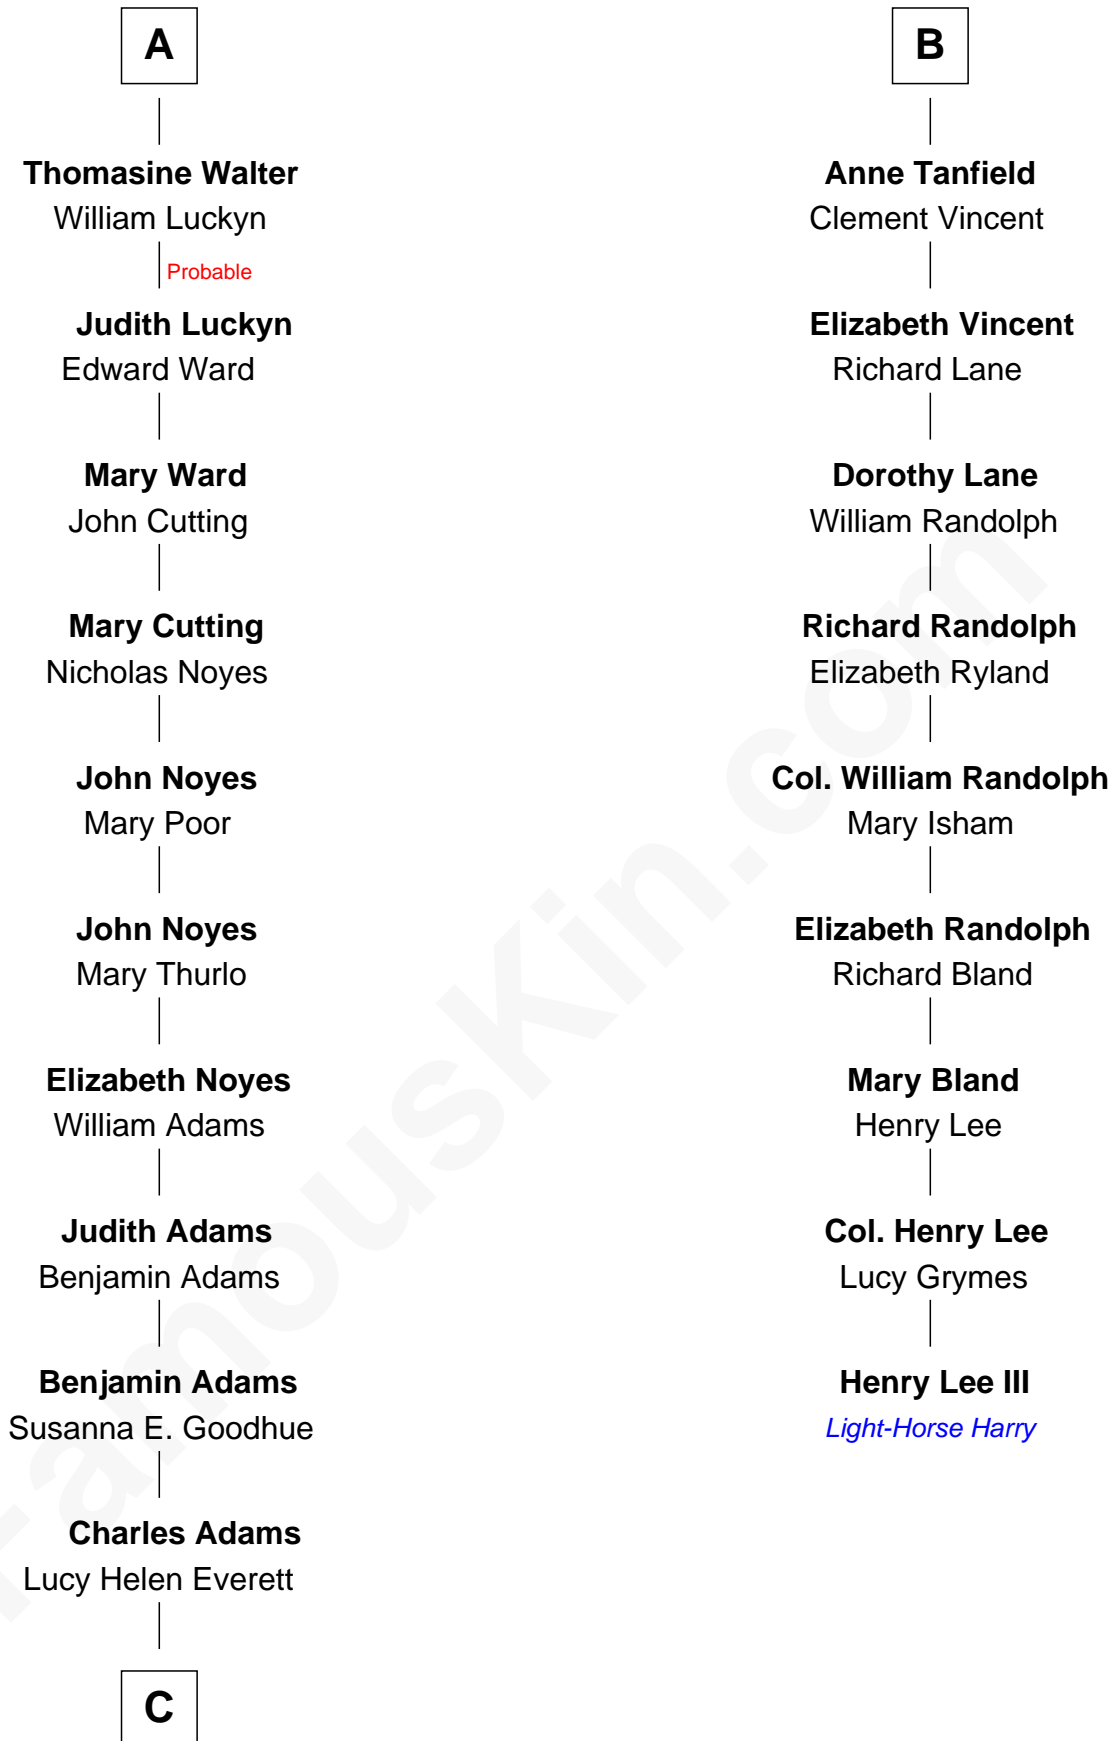 A
Thomasine Walter
William Luckyn
Probable
Judith Luckyn
Edward Ward
Mary Ward
John Cutting
Mary Cutting
Nicholas Noyes
John Noyes
Mary Poor
John Noyes
Mary Thurlo
Elizabeth Noyes
William Adams
Judith Adams
Benjamin Adams
Benjamin Adams
Susanna E. Goodhue
Charles Adams
Lucy Helen Everett
C
B
Anne Tanfield
Clement Vincent
Elizabeth Vincent
Richard Lane
Dorothy Lane
William Randolph
Richard Randolph
Elizabeth Ryland
Col. William Randolph
Mary Isham
Elizabeth Randolph
Richard Bland
Mary Bland
Henry Lee
Col. Henry Lee
Lucy Grymes
Henry Lee III
Light-Horse Harry
FamousKin.com